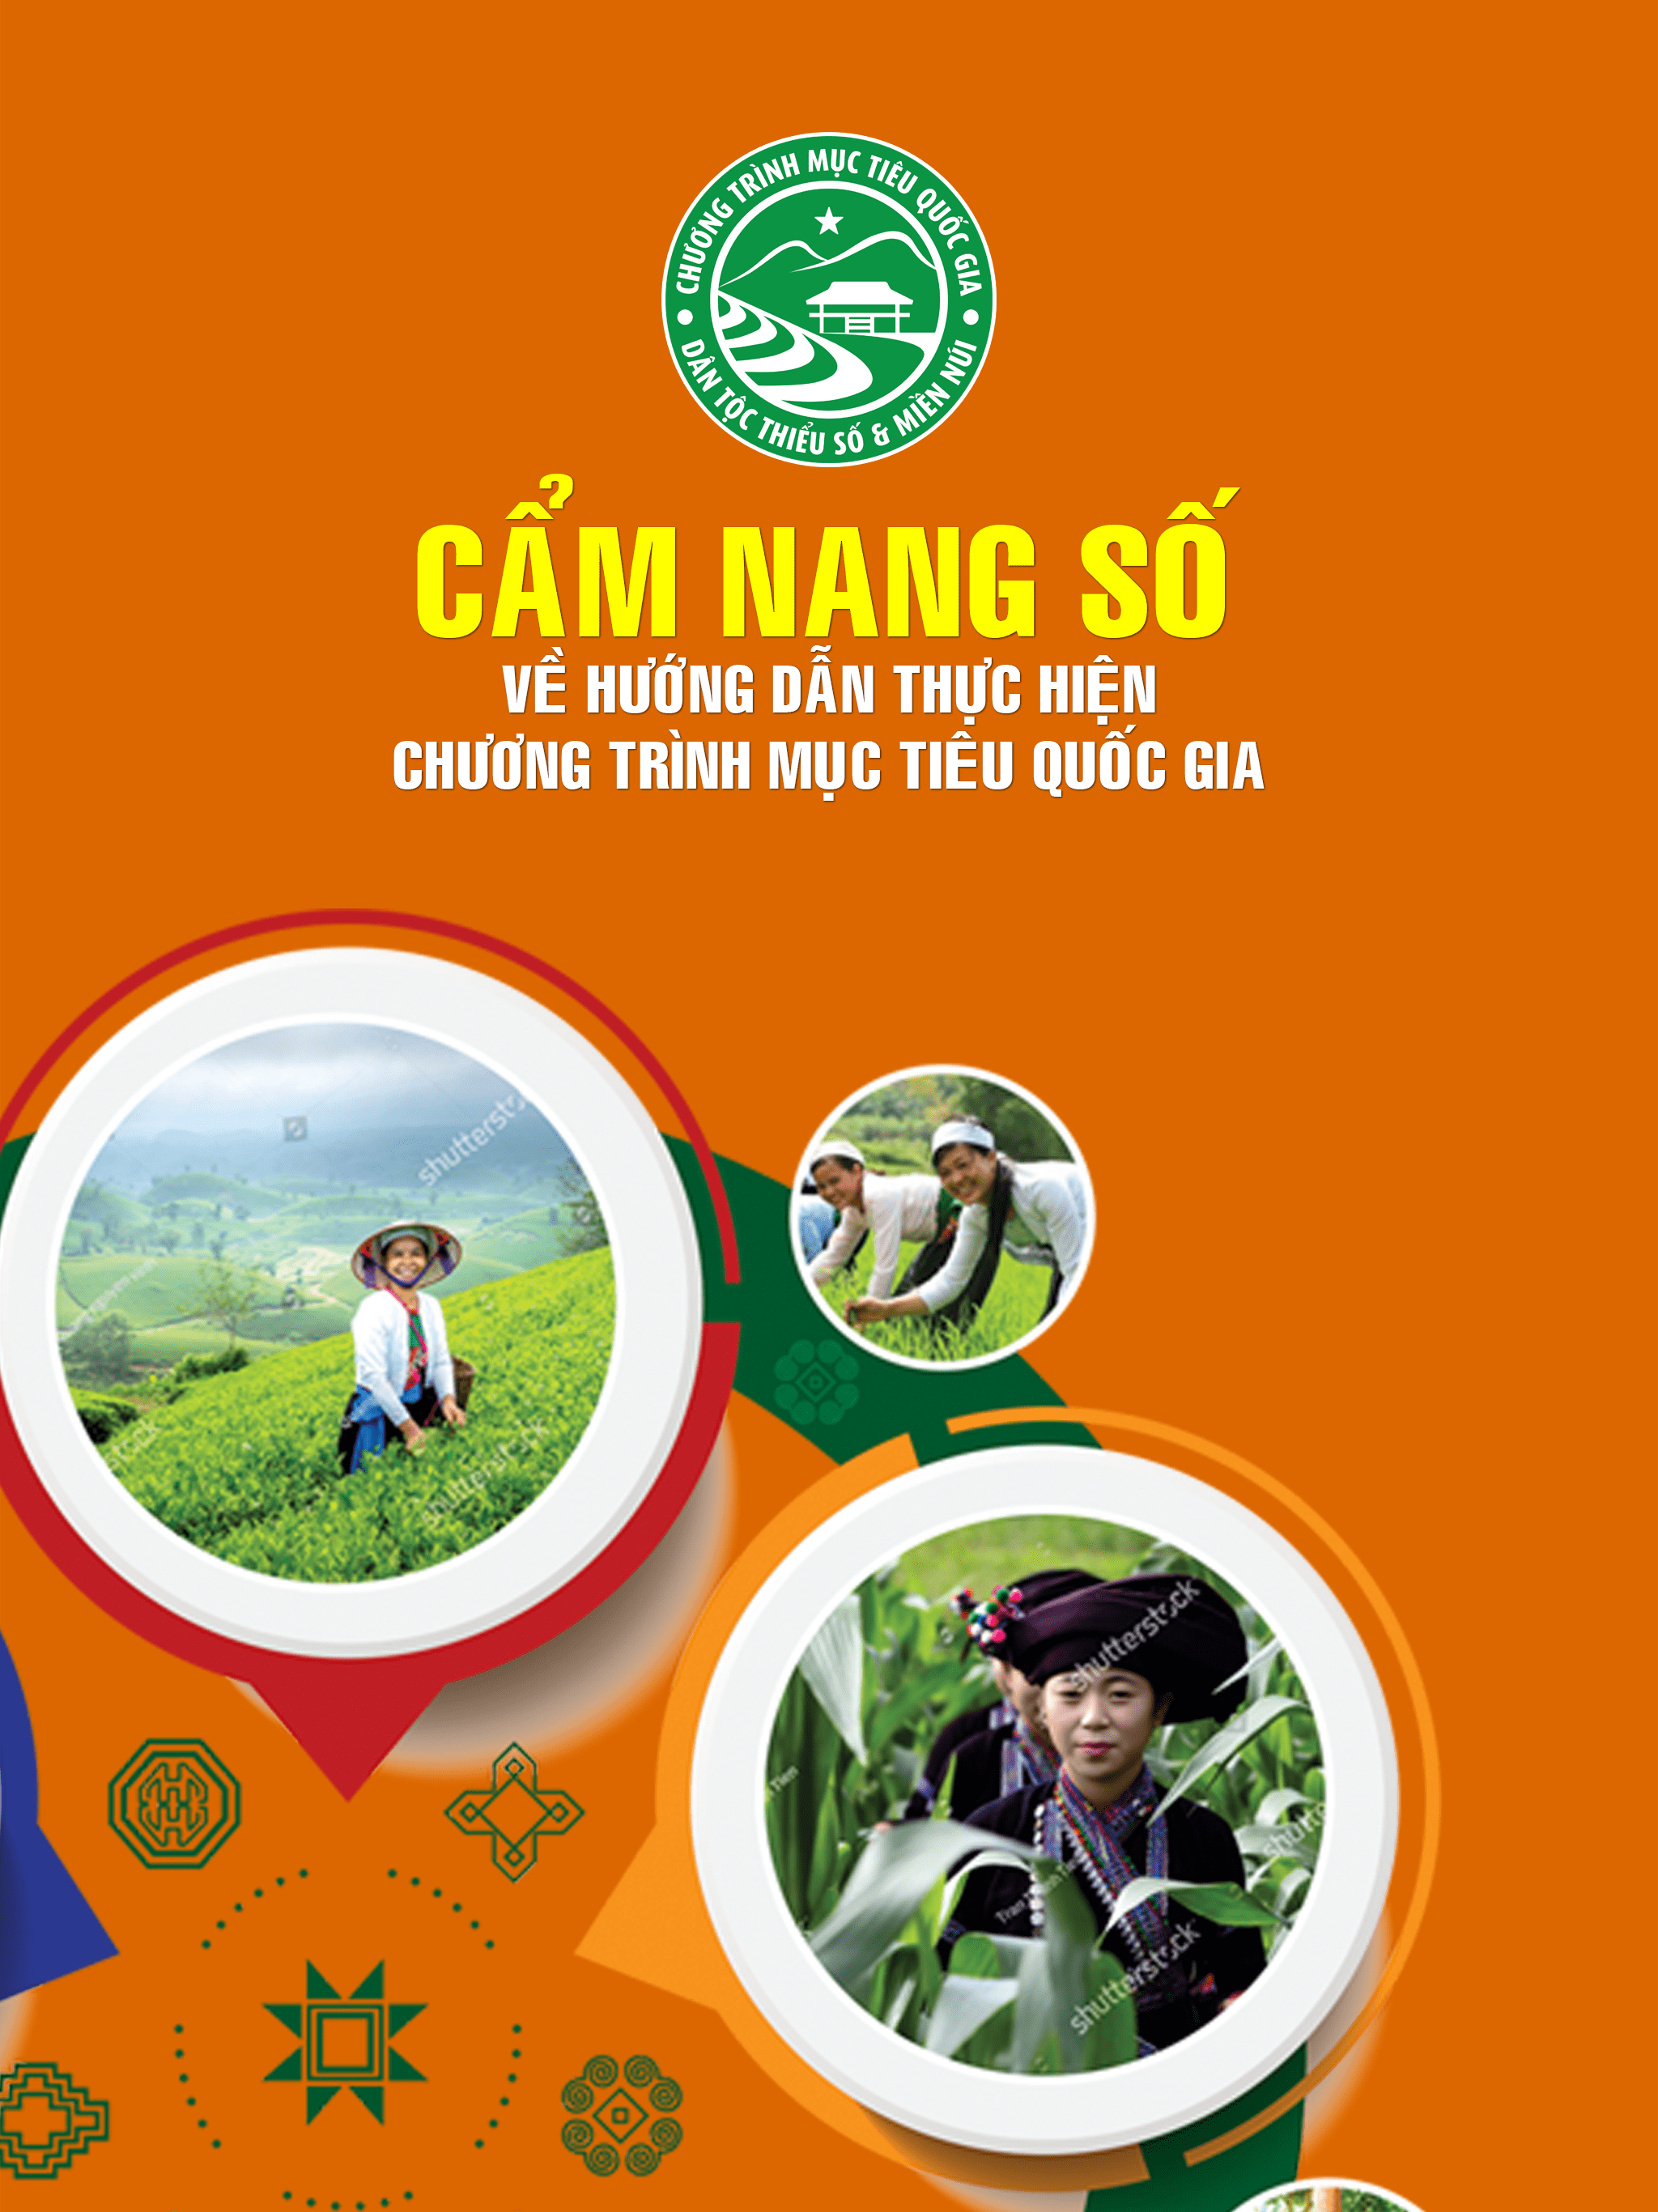 CHƯƠNG TRÌNH MỤC TIÊU QUỐC GIA
DÂN TỘC THIỂU SỐ & MIỀN NÚI
CẨM NANG SỐ
VỀ HƯỚNG DẪN THỰC HIỆN
CHƯƠNG TRÌNH MỤC TIÊU QUỐC GIA
shutterstock
shutterstock
shutterstock
shutterstock